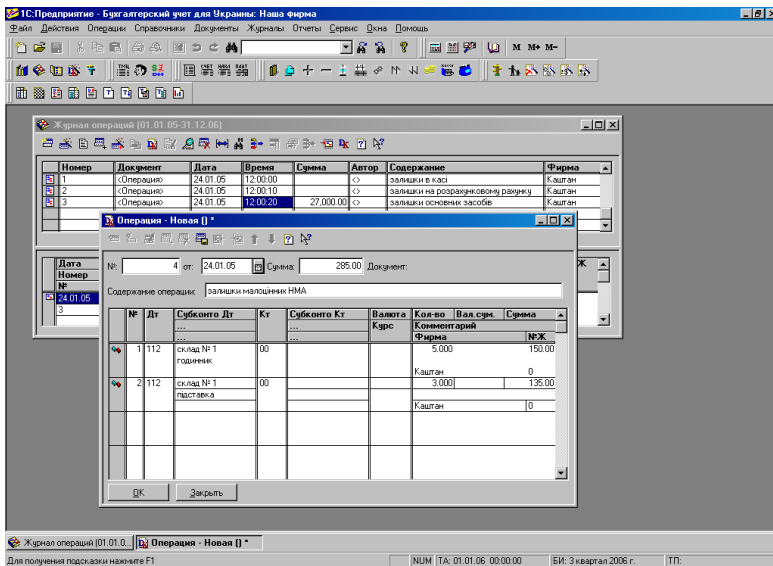 1С:Предприятие - Бухгалтерский учет для Украины: Наша фирма
Файл Действия Операции Справочники Документы Журналы Отчеты Сервис Окна Помощь
M M+ M-
Журнал операций (01.01.05-31.12.06)
Номер Документ Дата Время Сумма Автор Содержание Фирма
1 <Операция> 24.01.05 12:00:00 <> залишки в касі Каштан
2 <Операция> 24.01.05 12:00:10 <> залишки на розрахунковому рахунку Каштан
3 <Операция> 24.01.05 12:00:20 27,000.00 <> залишки основних засобів Каштан
Операция - Новая () *
№: 4 от: 24.01.05 Сумма: 285.00 Документ:
Содержание операции: залишки малоцінних НМА
Дата Ж
Номер
№
24.01.05
3
№ Дт Субконто Дт Кт Субконто Кт Валюта Кол-во Вал.сум. Сумма
... ... Курс Комментарий
... ... Фирма №Ж
1 112 склад № 1 00 5.000 150.00
годинник
Каштан 0
2 112 склад № 1 00 3.000 135.00
підставка
Каштан 0
OK Закрыть
Журнал операций (01.01.0... Операция - Новая () *
Для получения подсказки нажмите F1 NUM ТА: 01.01.06 00:00:00 БИ: 3 квартал 2006 г. ТП: